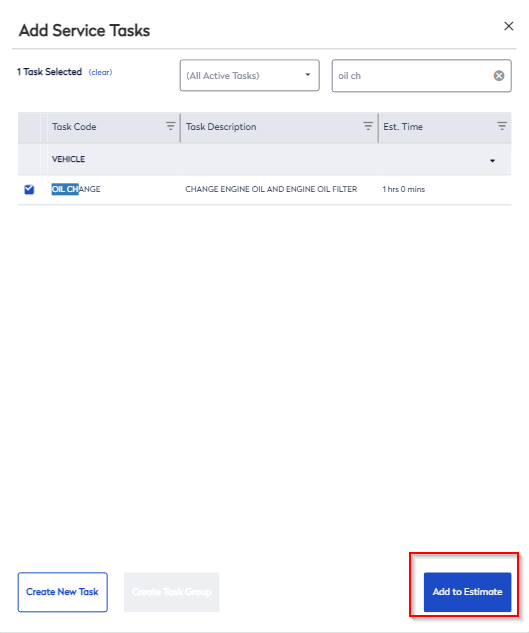 Add Service Tasks
1 Task Selected (clear) (All Active Tasks) oil ch
Task Code Task Description Est. Time
VEHICLE
OIL CHANGE CHANGE ENGINE OIL AND ENGINE OIL FILTER 1 hrs 0 mins
Create New Task Create Task Group Add to Estimate